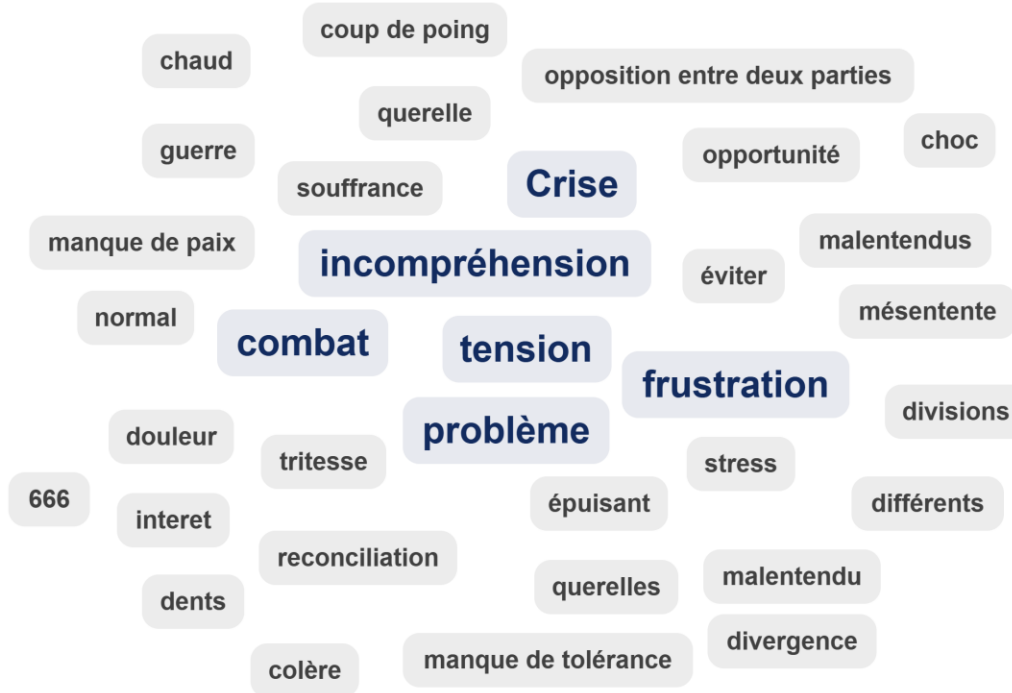 coup de poing
chaud
opposition entre deux parties
querelle
choc
guerre
opportunité
souffrance
Crise
manque de paix
malentendus
incompréhension
éviter
normal
mésentente
combat
tension
frustration
divisions
problème
douleur
tritesse
stress
666
épuisant
différents
interet
reconciliation
malentendu
querelles
dents
divergence
manque de tolérance
colère